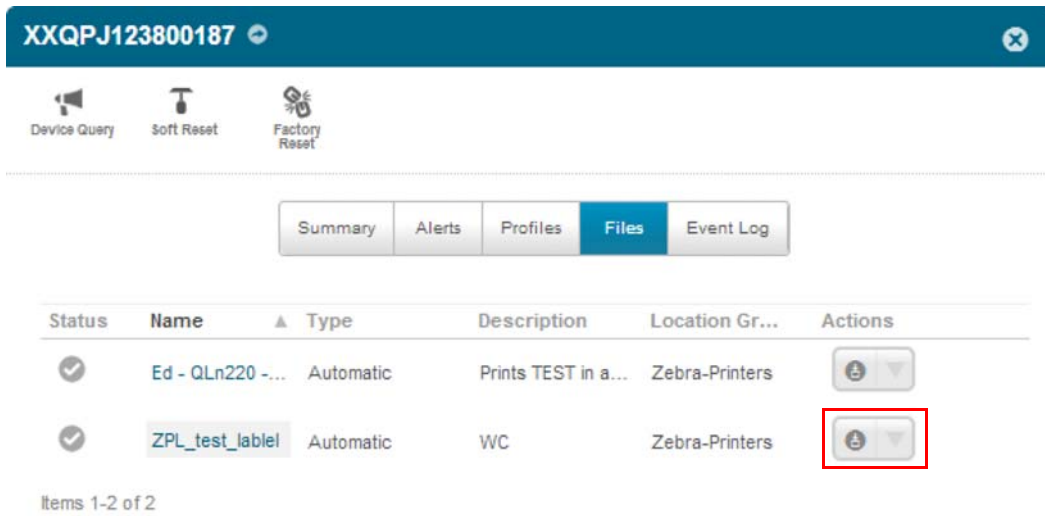 XXQPJ123800187
Device Query Soft Reset Factory Reset
Summary Alerts Profiles Files Event Log
Status Name Type Description Location Gr... Actions
Ed - QLn220 -... Automatic Prints TEST in a... Zebra-Printers
ZPL_test_lablel Automatic WC Zebra-Printers
Items 1-2 of 2